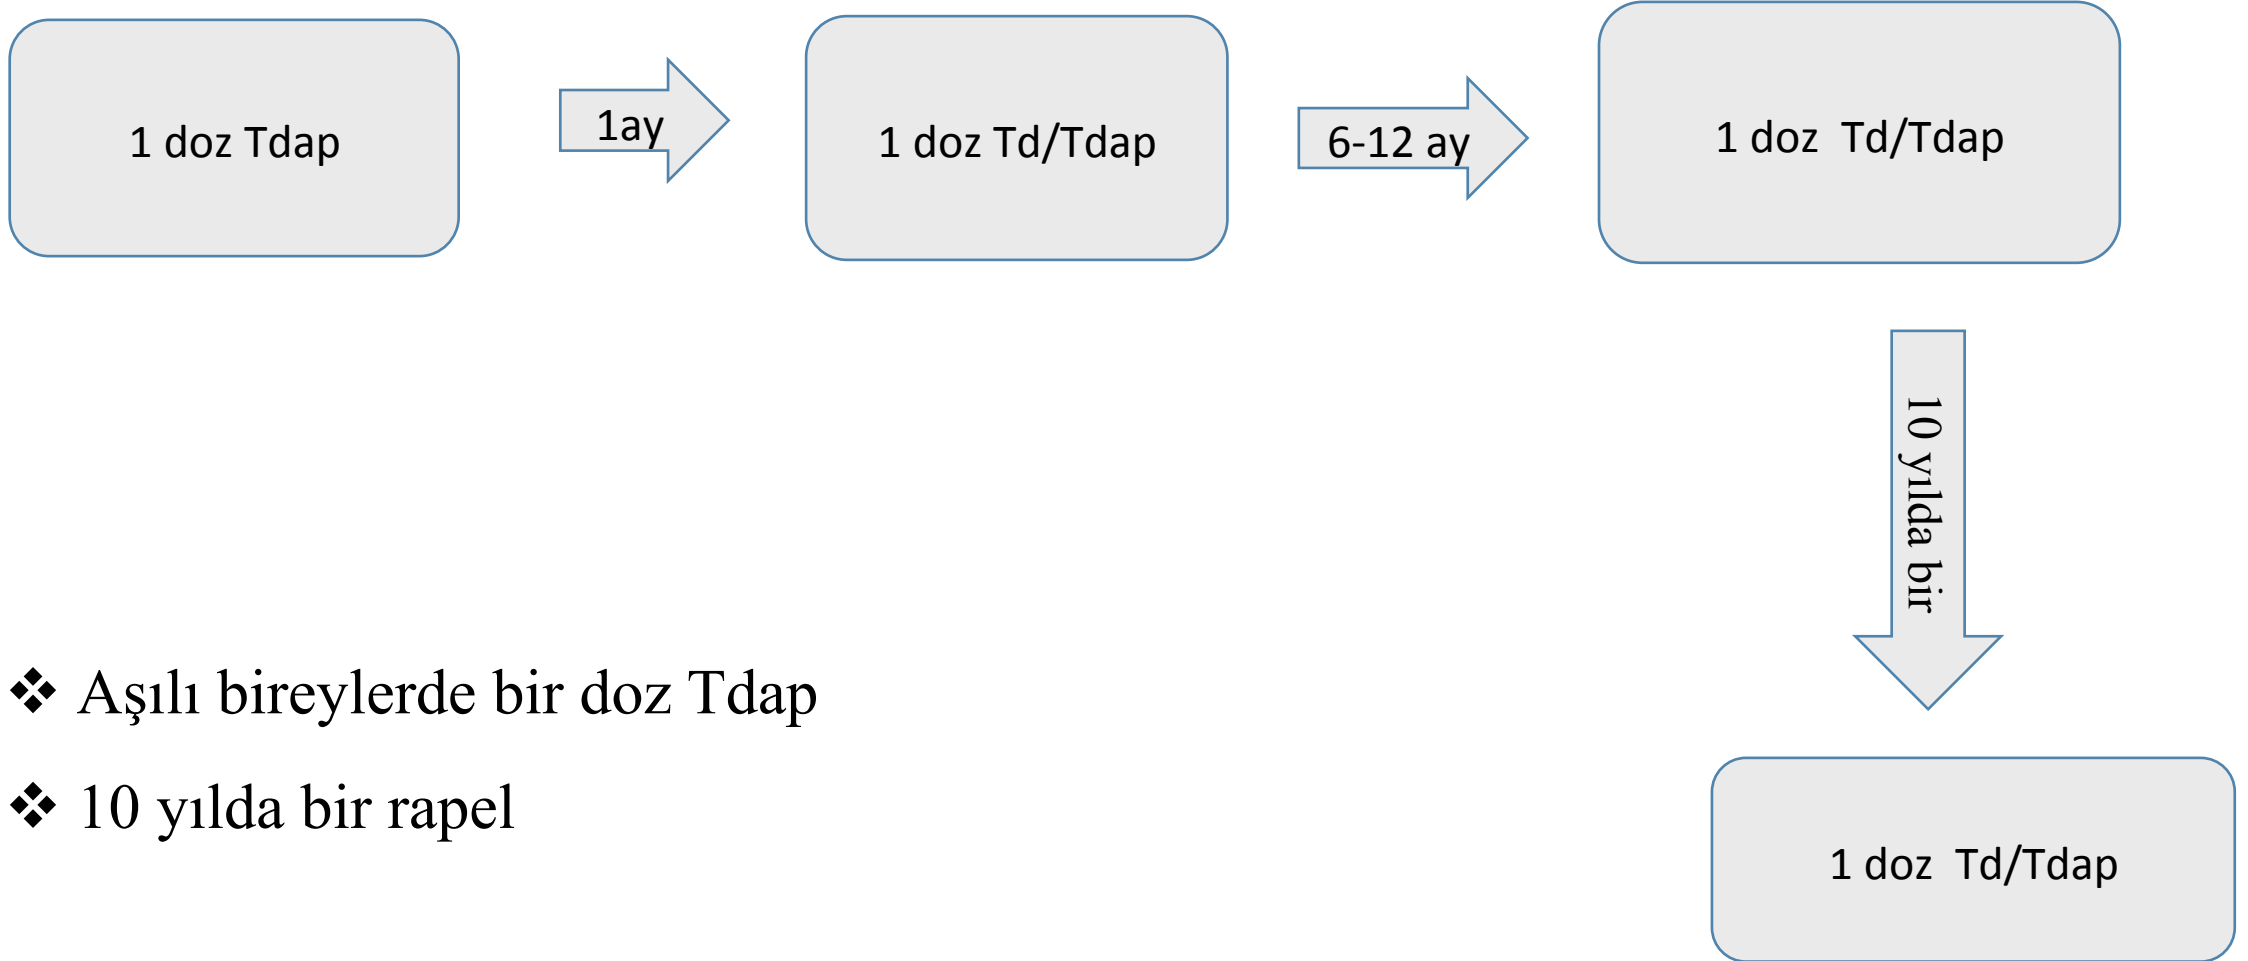 1 doz Tdap
1ay
1 doz Td/Tdap
6-12 ay
1 doz Td/Tdap
10 yılda bir
1 doz Td/Tdap
❖ Aşılı bireylerde bir doz Tdap
❖ 10 yılda bir rapel